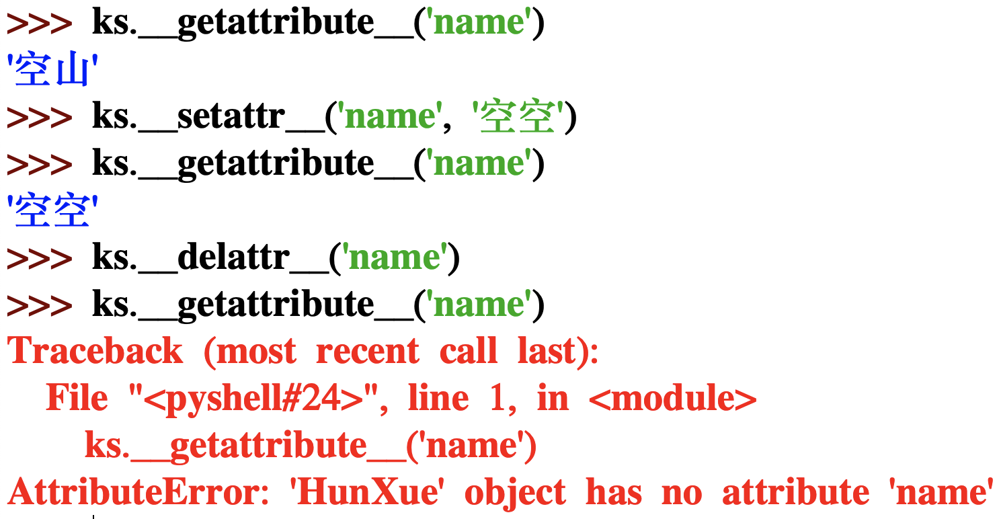 >>> ks.__getattribute__('name')
'空山'
>>> ks.__setattr__('name', '空空')
>>> ks.__getattribute__('name')
'空空'
>>> ks.__delattr__('name')
>>> ks.__getattribute__('name')
Traceback (most recent call last):
  File "<pyshell#24>", line 1, in <module>
    ks.__getattribute__('name')
AttributeError: 'HunXue' object has no attribute 'name'